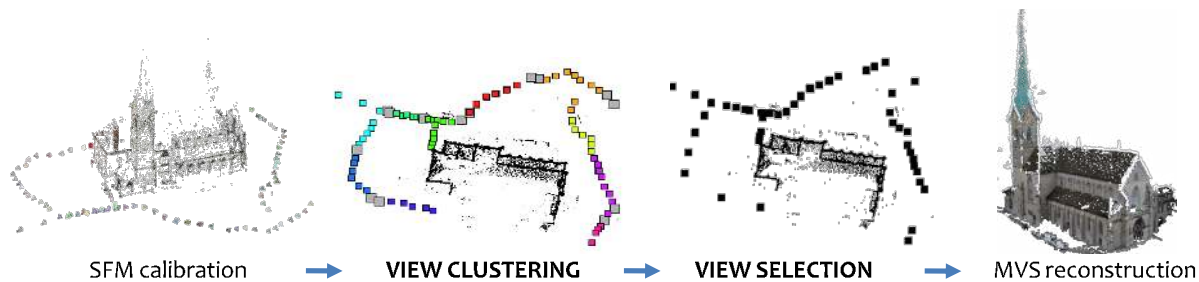 SFM calibration
VIEW CLUSTERING
VIEW SELECTION
MVS reconstruction